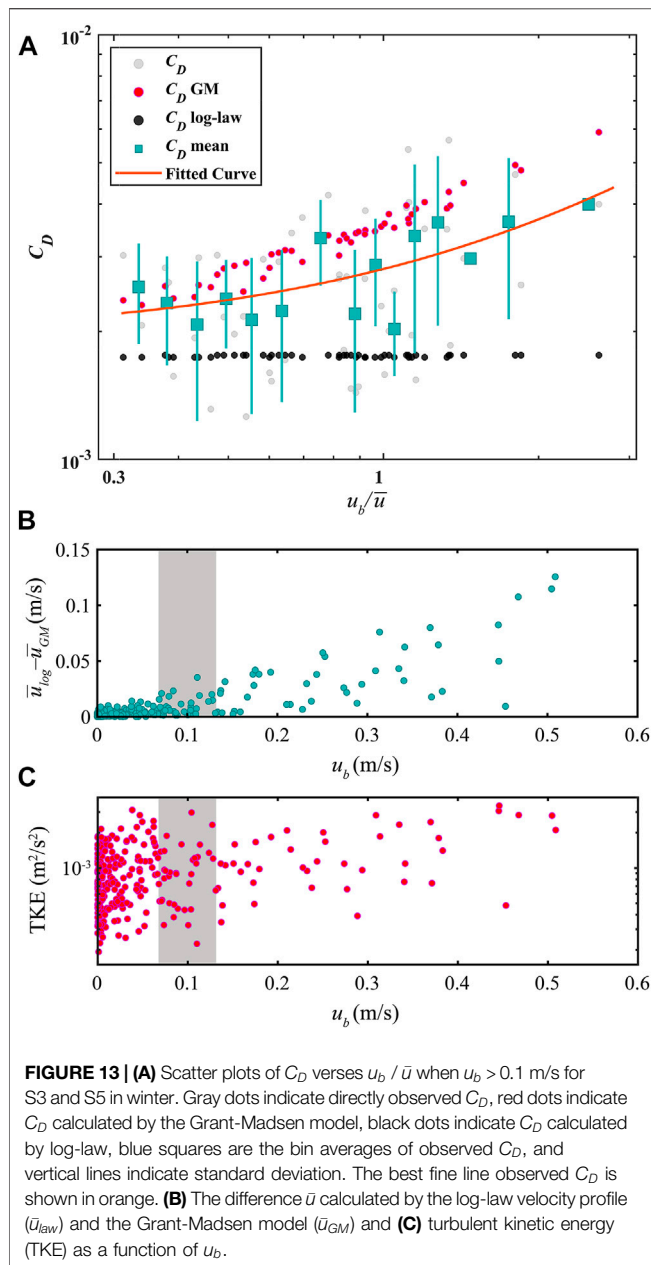 A
10⁻²
C_D
C_D GM
C_D log-law
C_D mean
Fitted Curve
C_D
10⁻³
0.3
1
u_b/ū
B
0.15
0.1
0.05
0
ū_log−ū_GM (m/s)
0
0.1
0.2
0.3
0.4
0.5
0.6
u_b (m/s)
C
TKE (m²/s²)
10⁻³
0
0.1
0.2
0.3
0.4
0.5
0.6
u_b (m/s)
FIGURE 13 | (A) Scatter plots of C_D verses u_b / ū when u_b > 0.1 m/s for
S3 and S5 in winter. Gray dots indicate directly observed C_D, red dots indicate
C_D calculated by the Grant-Madsen model, black dots indicate C_D calculated
by log-law, blue squares are the bin averages of observed C_D, and
vertical lines indicate standard deviation. The best fine line observed C_D is
shown in orange. (B) The difference ū calculated by the log-law velocity profile
(ū_law) and the Grant-Madsen model (ū_GM) and (C) turbulent kinetic energy
(TKE) as a function of u_b.